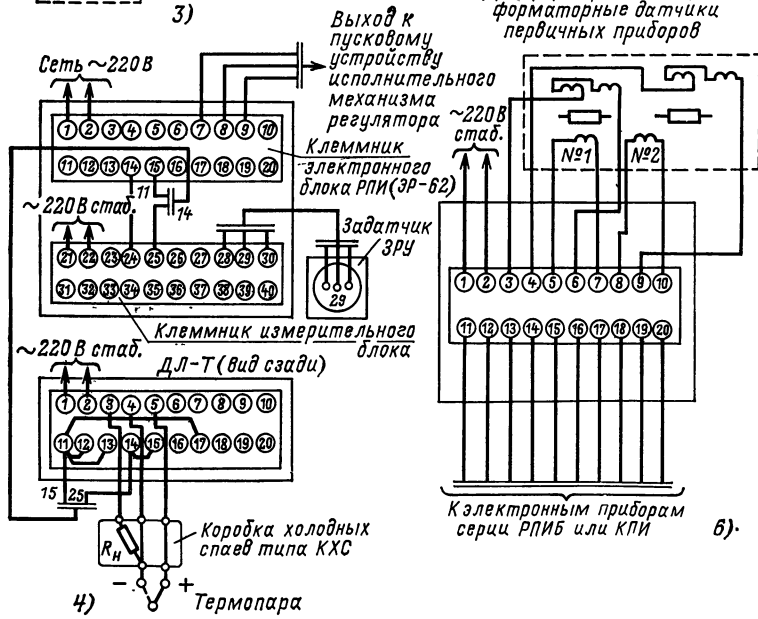 форматорные датчики
первичных приборов
3)
Выход к
пусковому
устройству
исполнительного
механизма
регулятора
Сеть ~220В
1 2 3 4 5 6 7 8 9 10
11 12 13 14 15 16 17 18 19 20
Клеммник
электронного
блока РПИ (ЭР-62)
11
14
~220В стаб.
21 22 23 24 25 26 27 28 29 30
31 32 33 34 35 36 37 38 39 40
Задатчик
ЗРУ
29
Клеммник измерительного
блока
~220В стаб.
ДЛ-Т (вид сзади)
1 2 3 4 5 6 7 8 9 10
11 12 13 14 15 16 17 18 19 20
15 25
Rн
Коробка холодных
спаев типа КХС
- +
Термопара
4)
~220В
стаб.
№1 №2
1 2 3 4 5 6 7 8 9 10
11 12 13 14 15 16 17 18 19 20
К электронным приборам
серии РПИБ или КПИ
6).